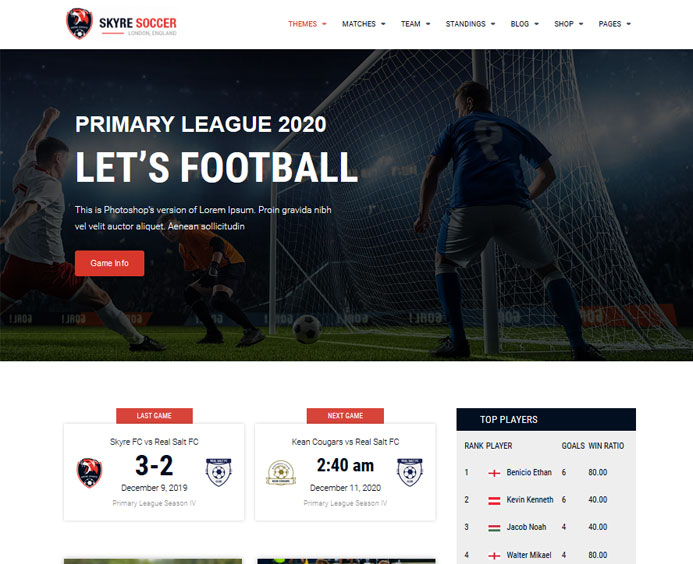 SKYRE SOCCER
LONDON, ENGLAND
THEMES MATCHES TEAM STANDINGS BLOG SHOP PAGES
PRIMARY LEAGUE 2020
LET'S FOOTBALL
This is Photoshop's version of Lorem Ipsum. Proin gravida nibh
vel velit auctor aliquet. Aenean sollicitudin
Game Info
LAST GAME
Skyre FC vs Real Salt FC
3-2
December 9, 2019
Primary League Season IV
NEXT GAME
Kean Cougars vs Real Salt FC
2:40 am
December 11, 2020
Primary League Season IV
TOP PLAYERS
RANK PLAYER GOALS WIN RATIO
1 Benicio Ethan 6 80.00
2 Kevin Kenneth 6 40.00
3 Jacob Noah 4 40.00
4 Walter Mikael 4 80.00